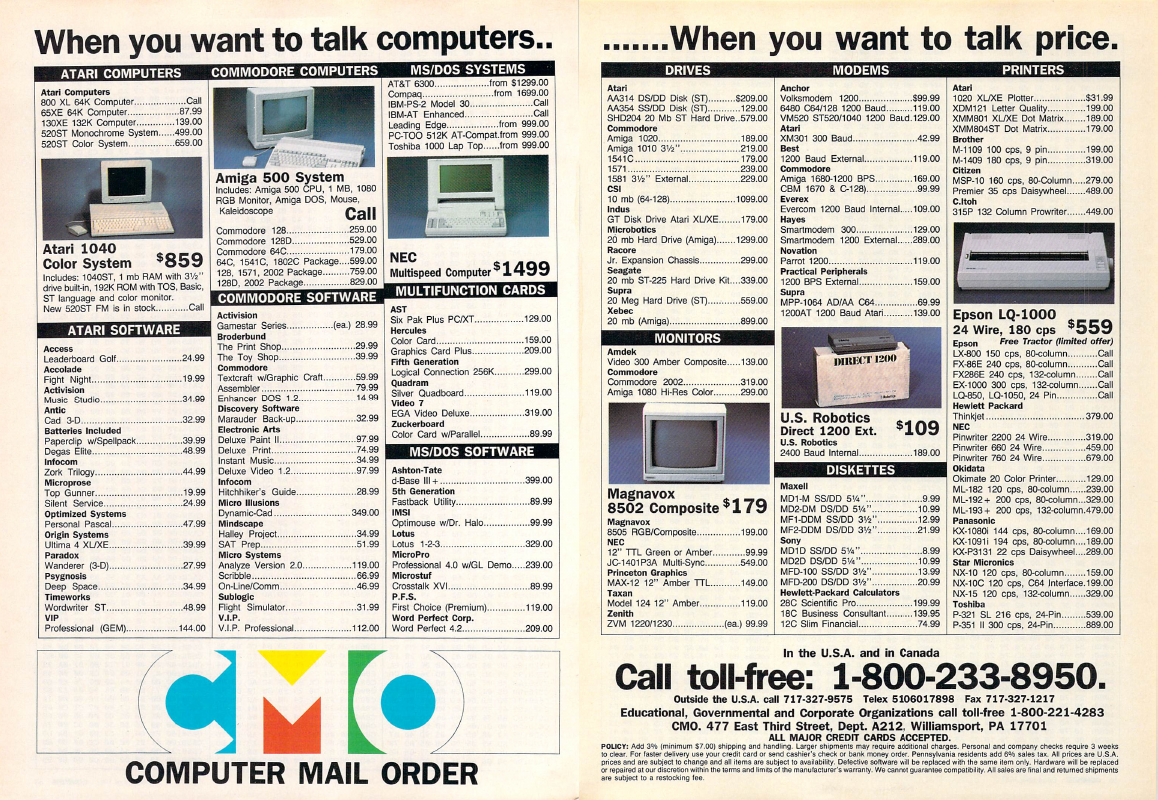 When you want to talk computers..
ATARI COMPUTERS
Atari Computers
800 XL 64K Computer..................Call
65XE 64K Computer..................87.99
130XE 132K Computer............139.00
520ST Monochrome System.....499.00
520ST Color System...............659.00
Atari 1040
Color System $859
Includes: 1040ST, 1 mb RAM with 3½"
drive built-in, 192K ROM with TOS, Basic,
ST language and color monitor.
New 520ST FM is in stock..........Call
ATARI SOFTWARE
Access
Leaderboard Golf....................24.99
Accolade
Fight Night..............................19.99
Activision
Music Studio...........................34.99
Antic
Cad 3-D..................................32.99
Batteries Included
Paperclip w/Spellpack..............39.99
Degas Elite.............................48.99
Infocom
Zork Trilogy............................44.99
Microprose
Top Gunner............................19.99
Silent Service.........................24.99
Optimized Systems
Personal Pascal......................47.99
Origin Systems
Ultima 4 XL/XE......................39.99
Paradox
Wanderer (3-D).......................27.99
Psygnosis
Deep Space...........................34.99
Timeworks
Wordwriter ST........................48.99
VIP
Professional (GEM)................144.00
COMMODORE COMPUTERS
Amiga 500 System
Includes: Amiga 500 CPU, 1 MB, 1080
RGB Monitor, Amiga DOS, Mouse,
Kaleidoscope Call
Commodore 128.....................259.00
Commodore 128D...................529.00
Commodore 64C....................179.00
64C, 1541C, 1802C Package....599.00
128, 1571, 2002 Package........759.00
128D, 2002 Package...............829.00
COMMODORE SOFTWARE
Activision
Gamestar Series..............(ea.) 28.99
Broderbund
The Print Shop.......................29.99
The Toy Shop.........................39.99
Commodore
Textcraft w/Graphic Craft.........59.99
Assembler..............................79.99
Enhancer DOS 1.2..................14.99
Discovery Software
Marauder Back-up...................32.99
Electronic Arts
Deluxe Paint II........................97.99
Deluxe Print...........................74.99
Instant Music..........................34.99
Deluxe Video 1.2....................97.99
Infocom
Hitchhiker's Guide...................28.99
Micro Illusions
Dynamic-Cad.........................349.00
Mindscape
Halley Project.........................34.99
SAT Prep...............................51.99
Micro Systems
Analyze Version 2.0................119.00
Scribble..................................66.99
On-Line/Comm.......................46.99
Sublogic
Flight Simulator.......................31.99
V.I.P.
V.I.P. Professional...................112.00
MS/DOS SYSTEMS
AT&T 6300................from $1299.00
Compaq.....................from 1699.00
IBM-PS-2 Model 30..................Call
IBM-AT Enhanced....................Call
Leading Edge...............from 999.00
PC-TOO 512K AT-Compat.from 999.00
Toshiba 1000 Lap Top.....from 999.00
NEC
Multispeed Computer $1499
MULTIFUNCTION CARDS
AST
Six Pak Plus PC/XT................129.00
Hercules
Color Card.............................159.00
Graphics Card Plus.................209.00
Fifth Generation
Logical Connection 256K.........299.00
Quadram
Silver Quadboard....................119.00
Video 7
EGA Video Deluxe..................319.00
Zuckerboard
Color Card w/Parallel...............89.99
MS/DOS SOFTWARE
Ashton-Tate
d-Base III+.............................399.00
5th Generation
Fastback Utility........................89.99
IMSI
Optimouse w/Dr. Halo..............99.99
Lotus
Lotus 1-2-3.............................329.00
MicroPro
Professional 4.0 w/GL Demo....239.00
Microstuf
Crosstalk XVI..........................89.99
P.F.S.
First Choice (Premium)............119.00
Word Perfect Corp.
Word Perfect 4.2.....................209.00
CMO
COMPUTER MAIL ORDER
.......When you want to talk price.
DRIVES
Atari
AA314 DS/DD Disk (ST).......$209.00
AA354 SS/DD Disk (ST).........129.00
SHD204 20 Mb ST Hard Drive..579.00
Commodore
Amiga 1020............................189.00
Amiga 1010 3½"....................219.00
1541C....................................179.00
1571......................................239.00
1581 3½" External..................229.00
CSI
10 mb (64-128).....................1099.00
Indus
GT Disk Drive Atari XL/XE......179.00
Microbotics
20 mb Hard Drive (Amiga)......1299.00
Racore
Jr. Expansion Chassis.............299.00
Seagate
20 mb ST-225 Hard Drive Kit....339.00
Supra
20 Meg Hard Drive (ST)..........559.00
Xebec
20 mb (Amiga).......................899.00
MONITORS
Amdek
Video 300 Amber Composite....139.00
Commodore
Commodore 2002...................319.00
Amiga 1080 Hi-Res Color........299.00
Magnavox
8502 Composite $179
Magnavox
8505 RGB/Composite..............199.00
NEC
12" TTL Green or Amber..........99.99
JC-1401P3A Multi-Sync...........549.00
Princeton Graphics
MAX-12 12" Amber TTL..........149.00
Taxan
Model 124 12" Amber.............119.00
Zenith
ZVM 1220/1230..............(ea.) 99.99
MODEMS
Anchor
Volksmodem 1200..................$99.99
6480 C64/128 1200 Baud.......119.00
VM520 ST520/1040 1200 Baud.129.00
Atari
XM301 300 Baud....................42.99
Best
1200 Baud External................119.00
Commodore
Amiga 1680-1200 BPS............169.00
CBM 1670 & C-128)................99.99
Everex
Evercom 1200 Baud Internal....109.00
Hayes
Smartmodem 300...................129.00
Smartmodem 1200 External.....289.00
Novation
Parrot 1200............................119.00
Practical Peripherals
1200 BPS External.................159.00
Supra
MPP-1064 AD/AA C64............69.99
1200AT 1200 Baud Atari.........139.00
DIRECT 1200
U.S. Robotics
Direct 1200 Ext. $109
U.S. Robotics
2400 Baud Internal.................189.00
DISKETTES
Maxell
MD1-M SS/DD 5¼"..................9.99
MD2-DM DS/DD 5¼".............10.99
MF1-DDM SS/DD 3½"...........12.99
MF2-DDM DS/DD 3½"...........21.99
Sony
MD1D SS/DD 5¼"...................8.99
MD2D DS/DD 5¼".................10.99
MFD-100 SS/DD 3½"............13.99
MFD-200 DS/DD 3½"............20.99
Hewlett-Packard Calculators
28C Scientific Pro..................199.99
18C Business Consultant........139.95
12C Slim Financial...................74.99
PRINTERS
Atari
1020 XL/XE Plotter................$31.99
XDM121 Letter Quality............199.00
XMM801 XL/XE Dot Matrix.....189.00
XMM804ST Dot Matrix............179.00
Brother
M-1109 100 cps, 9 pin............199.00
M-1409 180 cps, 9 pin............319.00
Citizen
MSP-10 160 cps, 80-Column....279.00
Premier 35 cps Daisywheel......489.00
C.Itoh
315P 132 Column Prowriter.....449.00
Epson LQ-1000
24 Wire, 180 cps $559
Free Tractor (limited offer)
Epson
LX-800 150 cps, 80-column.......Call
FX-86E 240 cps, 80-column......Call
FX286E 240 cps, 132-column....Call
EX-1000 300 cps, 132-column...Call
LQ-850, LQ-1050, 24 Pin..........Call
Hewlett Packard
Thinkjet..................................379.00
NEC
Pinwriter 2200 24 Wire............319.00
Pinwriter 660 24 Wire..............459.00
Pinwriter 760 24 Wire..............679.00
Okidata
Okimate 20 Color Printer.........129.00
ML-182 120 cps, 80-column.....239.00
ML-192+ 200 cps, 80-column...329.00
ML-193+ 200 cps, 132-column.479.00
Panasonic
KX-1080i 144 cps, 80-column...169.00
KX-1091i 194 cps, 80-column...189.00
KX-P3131 22 cps Daisywheel...289.00
Star Micronics
NX-10 120 cps, 80-column.......159.00
NX-10C 120 cps, C64 Interface.199.00
NX-15 120 cps, 132-column.....329.00
Toshiba
P-321 SL 216 cps, 24-Pin........539.00
P-351 II 300 cps, 24-Pin..........889.00
In the U.S.A. and in Canada
Call toll-free: 1-800-233-8950.
Outside the U.S.A. call 717-327-9575 Telex 5106017898 Fax 717-327-1217
Educational, Governmental and Corporate Organizations call toll-free 1-800-221-4283
CMO. 477 East Third Street, Dept. A212, Williamsport, PA 17701
ALL MAJOR CREDIT CARDS ACCEPTED.
POLICY: Add 3% (minimum $7.00) shipping and handling. Larger shipments may require additional charges. Personal and company checks require 3 weeks
to clear. For faster delivery use your credit card or send cashier's check or bank money order. Pennsylvania residents add 6% sales tax. All prices are U.S.A.
prices and are subject to change and all items are subject to availability. Defective software will be replaced with the same item only. Hardware will be replaced
or repaired at our discretion within the terms and limits of the manufacturer's warranty. We cannot guarantee compatibility. All sales are final and returned shipments
are subject to a restocking fee.